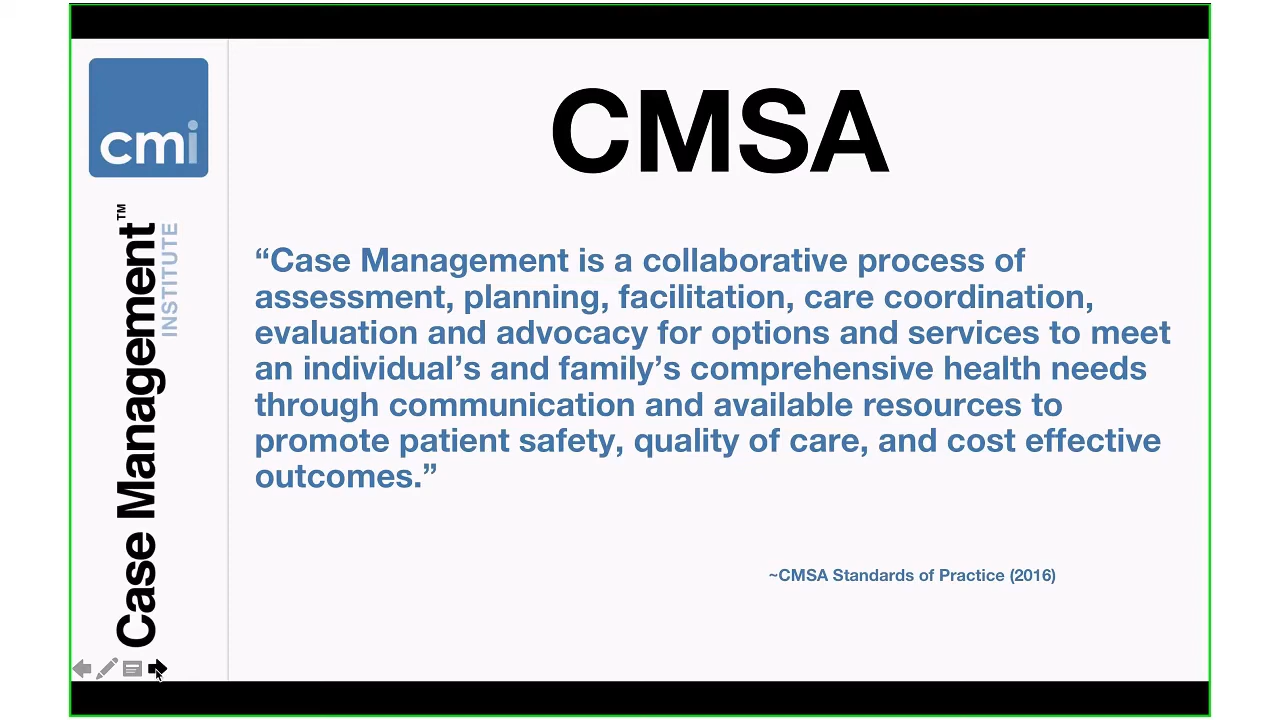 cmi
Case Management™
INSTITUTE
CMSA
“Case Management is a collaborative process of
assessment, planning, facilitation, care coordination,
evaluation and advocacy for options and services to meet
an individual’s and family’s comprehensive health needs
through communication and available resources to
promote patient safety, quality of care, and cost effective
outcomes.”
~CMSA Standards of Practice (2016)